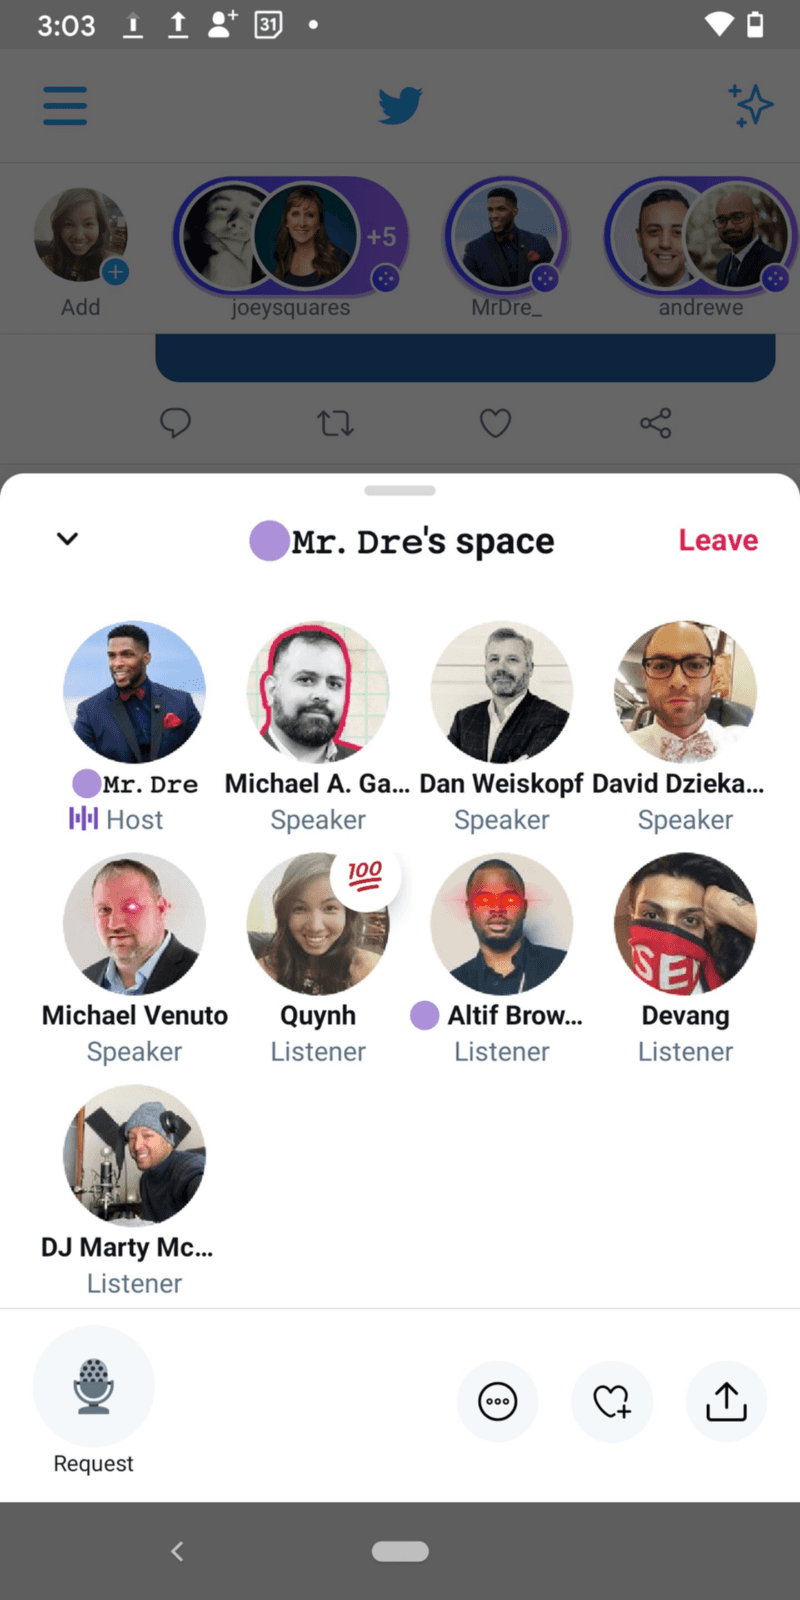 3:03
31
+5
Add
joeysquares
MrDre_
andrewe
Mr. Dre's space
Leave
Mr. Dre
Michael A. Ga...
Dan Weiskopf
David Dzieka...
Host
Speaker
Speaker
Speaker
100
SE
Michael Venuto
Quynh
Altif Brow...
Devang
Speaker
Listener
Listener
Listener
DJ Marty Mc...
Listener
Request